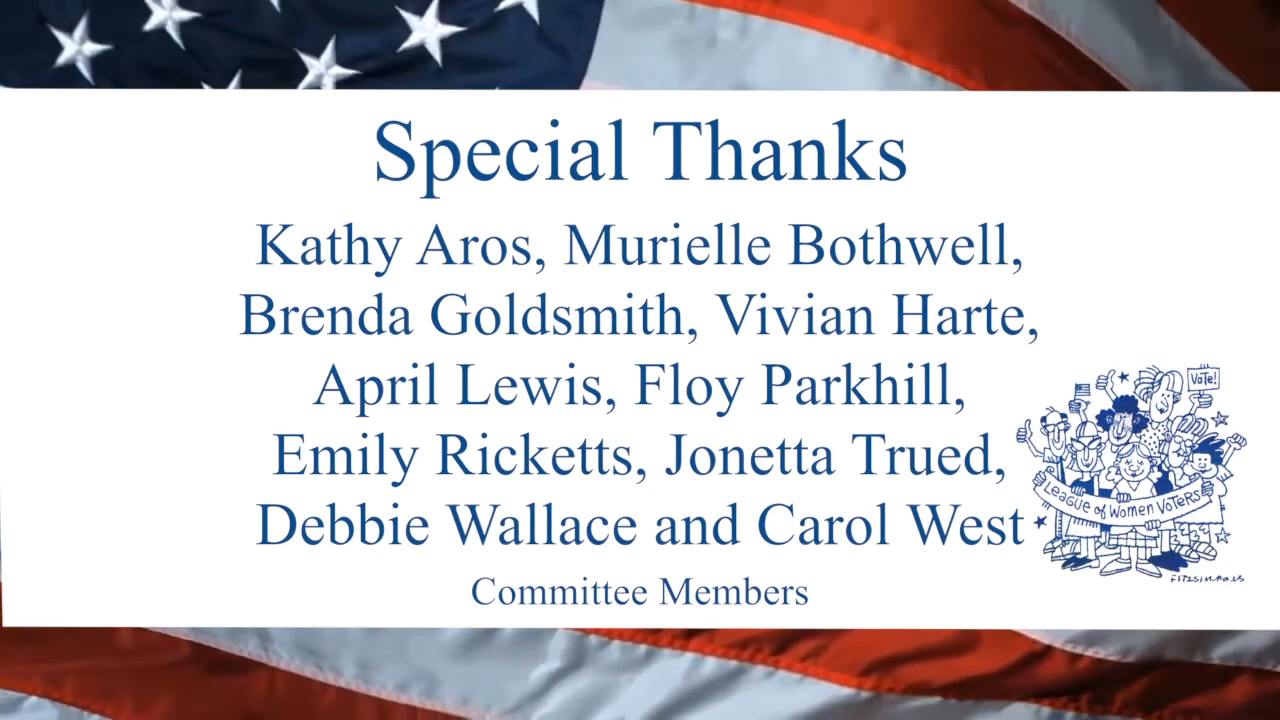 Special Thanks
Kathy Aros, Murielle Bothwell,
Brenda Goldsmith, Vivian Harte,
April Lewis, Floy Parkhill,
Emily Ricketts, Jonetta Trued,
Debbie Wallace and Carol West
Committee Members
Vote!
League of Women Voters